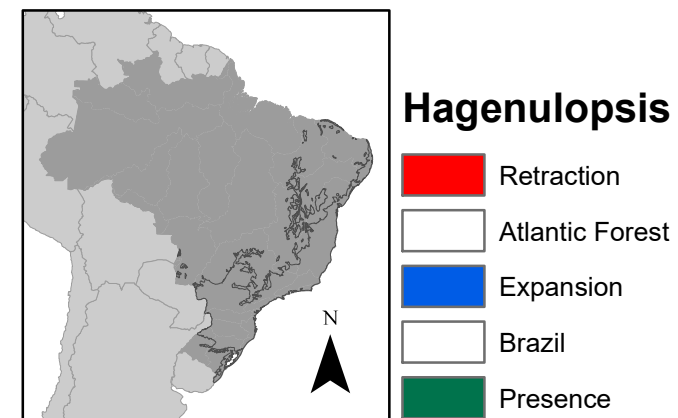 Hagenulopsis
Retraction
Atlantic Forest
Expansion
Brazil
Presence
N